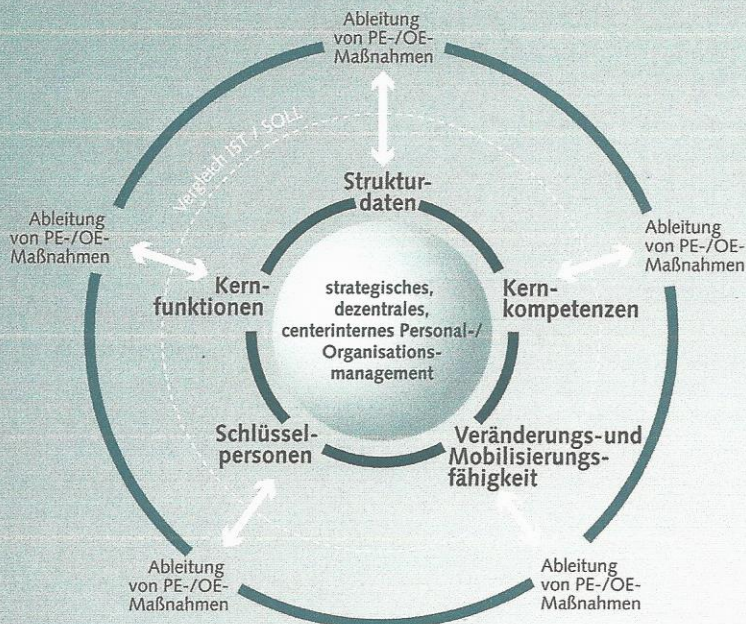 Ableitung
von PE-/OE-
Maßnahmen
Vergleich IST / SOLL
Struktur-
daten
Ableitung
von PE-/OE-
Maßnahmen
Ableitung
von PE-/OE-
Maßnahmen
Kern-
funktionen
strategisches,
dezentrales,
centerinternes Personal-/
Organisations-
management
Kern-
kompetenzen
Schlüssel-
personen
Veränderungs-und
Mobilisierungs-
fähigkeit
Ableitung
von PE-/OE-
Maßnahmen
Ableitung
von PE-/OE-
Maßnahmen